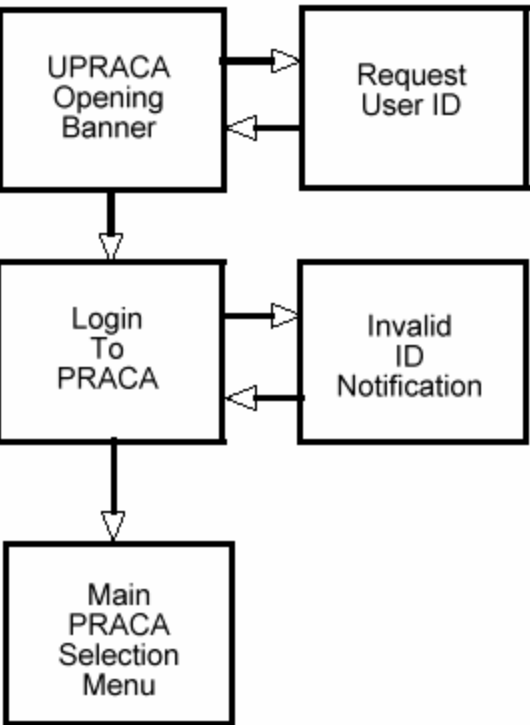 UPRACA
Opening
Banner
Request
User ID
Login
To
PRACA
Invalid
ID
Notification
Main
PRACA
Selection
Menu